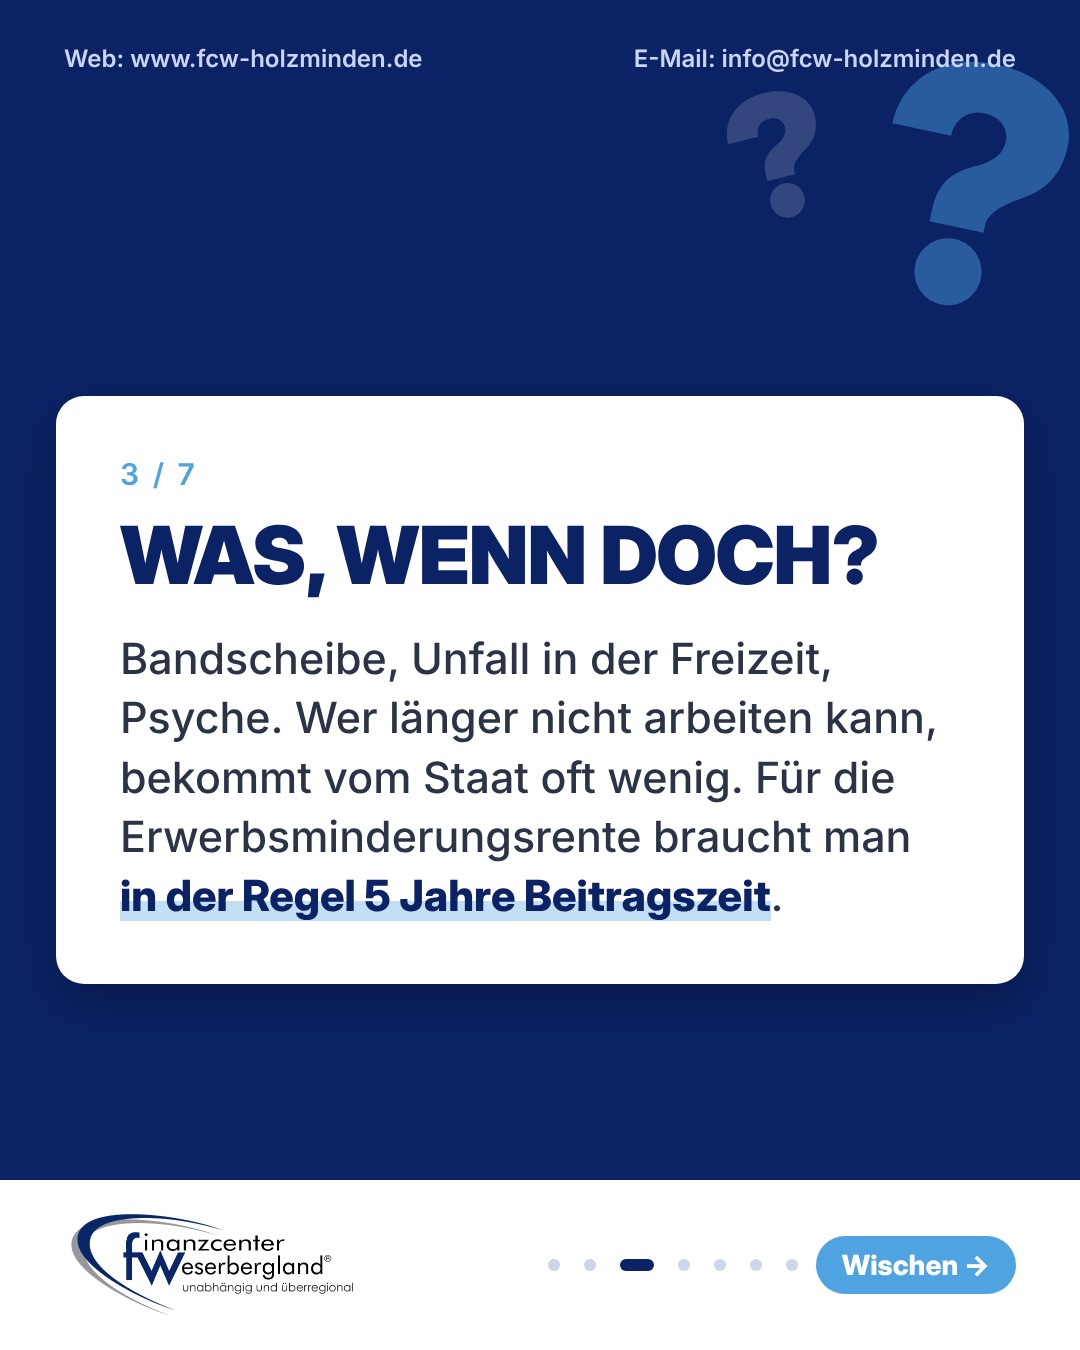 Web: www.fcw-holzminden.de
E-Mail: info@fcw-holzminden.de
? ?
3 / 7
WAS, WENN DOCH?
Bandscheibe, Unfall in der Freizeit,
Psyche. Wer länger nicht arbeiten kann,
bekommt vom Staat oft wenig. Für die
Erwerbsminderungsrente braucht man
in der Regel 5 Jahre Beitragszeit.
finanzcenter
fWeserbergland®
unabhängig und überregional
Wischen →